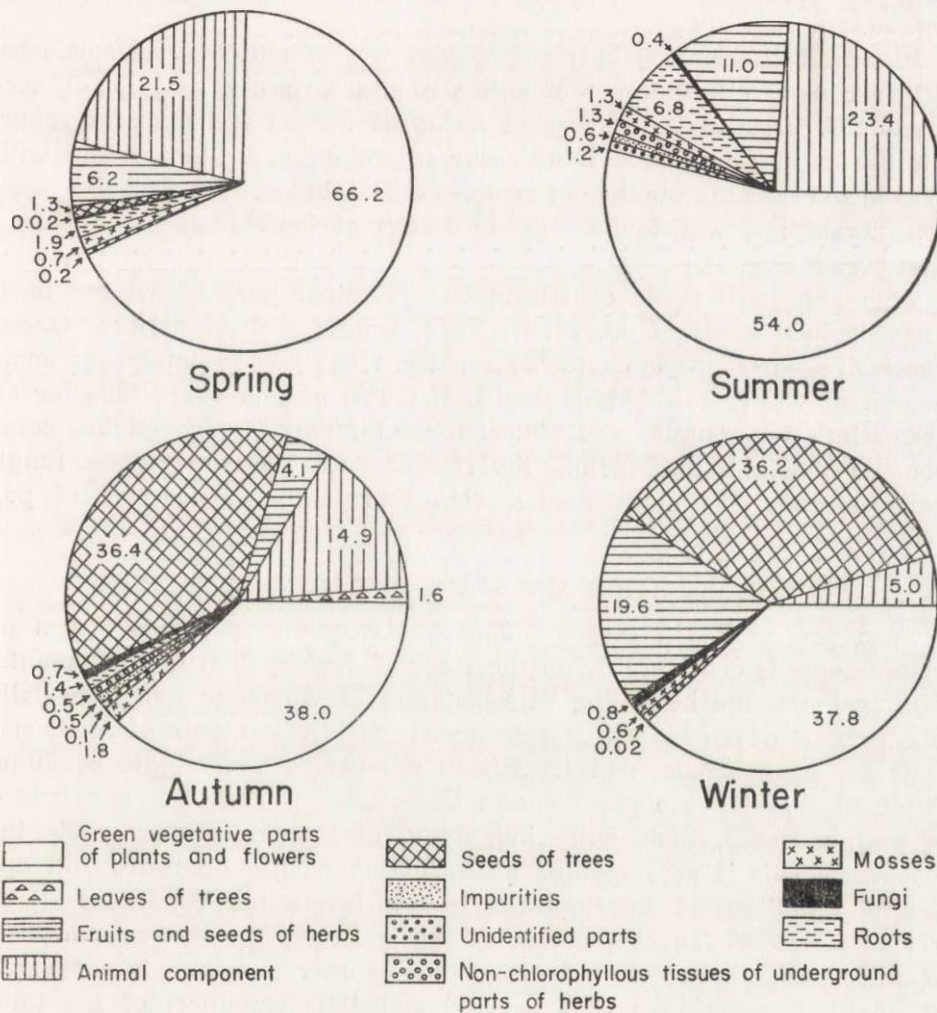 21.5
6.2
66.2
1.3
0.02
1.9
0.7
0.2
Spring
0.4
11.0
23.4
6.8
1.3
1.3
0.6
1.2
54.0
Summer
36.4
4.1
14.9
1.6
0.7
1.4
0.5
0.5
0.1
1.8
38.0
Autumn
36.2
5.0
19.6
0.8
0.6
0.02
37.8
Winter
Green vegetative parts
of plants and flowers
Leaves of trees
Fruits and seeds of herbs
Animal component
Seeds of trees
Impurities
Unidentified parts
Non-chlorophyllous tissues of underground
parts of herbs
Mosses
Fungi
Roots